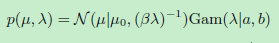 p(μ, λ) = 𝒩(μ|μ₀, (βλ)⁻¹)Gam(λ|a, b)